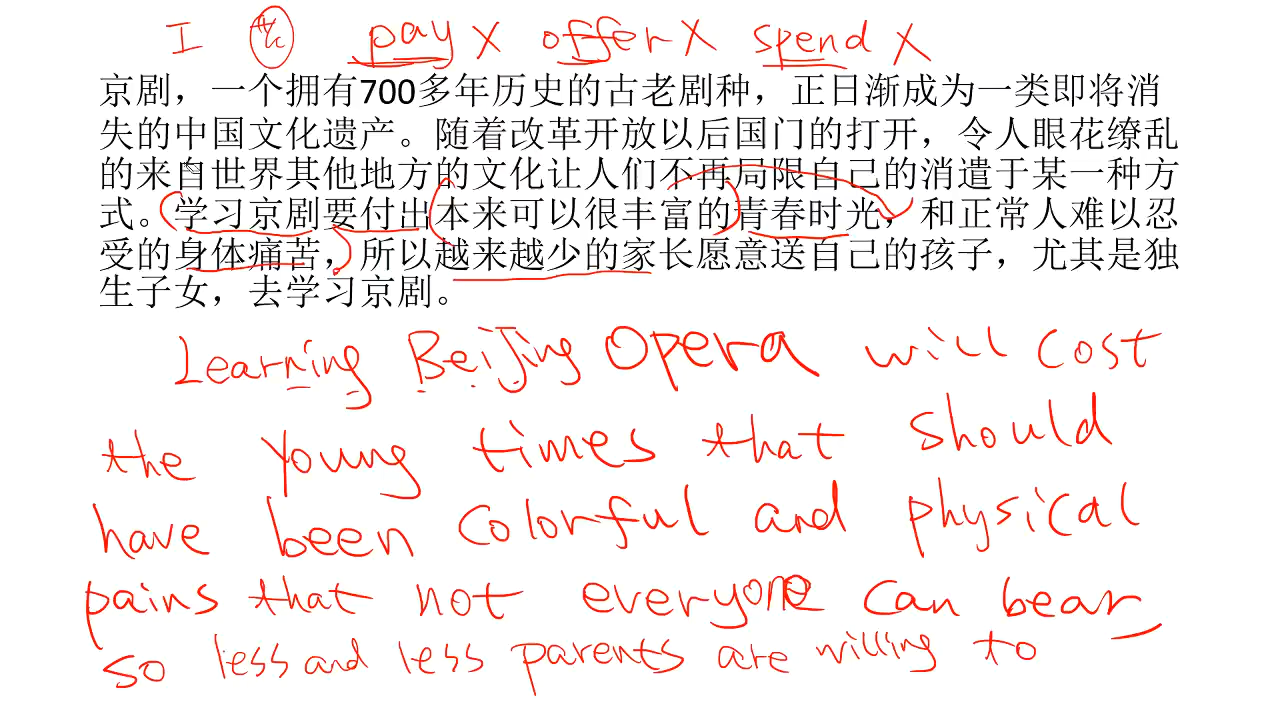 I pay X offer X spend X
京剧，一个拥有700多年历史的古老剧种，正日渐成为一类即将消
失的中国文化遗产。随着改革开放以后国门的打开，令人眼花缭乱
的来自世界其他地方的文化让人们不再局限自己的消遣于某一种方
式。学习京剧要付出本来可以很丰富的青春时光，和正常人难以忍
受的身体痛苦，所以越来越少的家长愿意送自己的孩子，尤其是独
生子女，去学习京剧。
Learning Beijing Opera will cost
the young times that should
have been colorful and physical
pains that not everyone can bear
so less and less parents are willing to